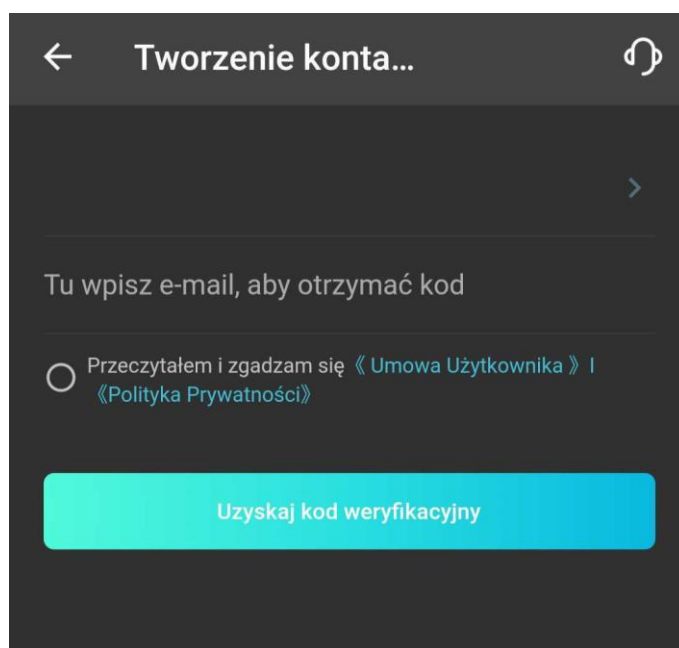 Tworzenie konta...
Tu wpisz e-mail, aby otrzymać kod
Przeczytałem i zgadzam się《 Umowa Użytkownika 》I
《Polityka Prywatności》
Uzyskaj kod weryfikacyjny